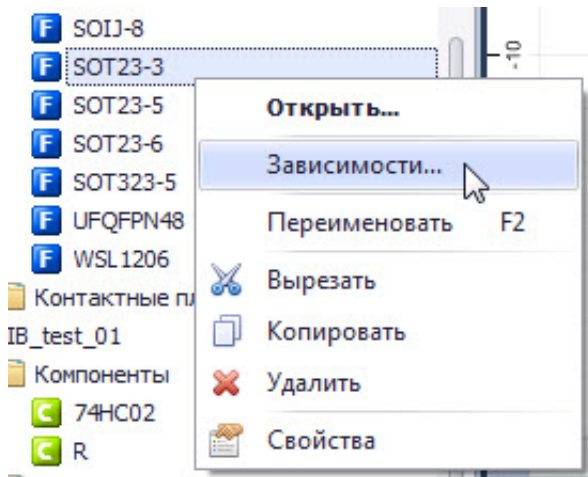 SOIJ-8
SOT23-3
SOT23-5
SOT23-6
SOT323-5
UFQFPN48
WSL1206
Контактные пл
IB_test_01
Компоненты
74HC02
R
Открыть...
Зависимости...
Переименовать F2
Вырезать
Копировать
Удалить
Свойства
-10